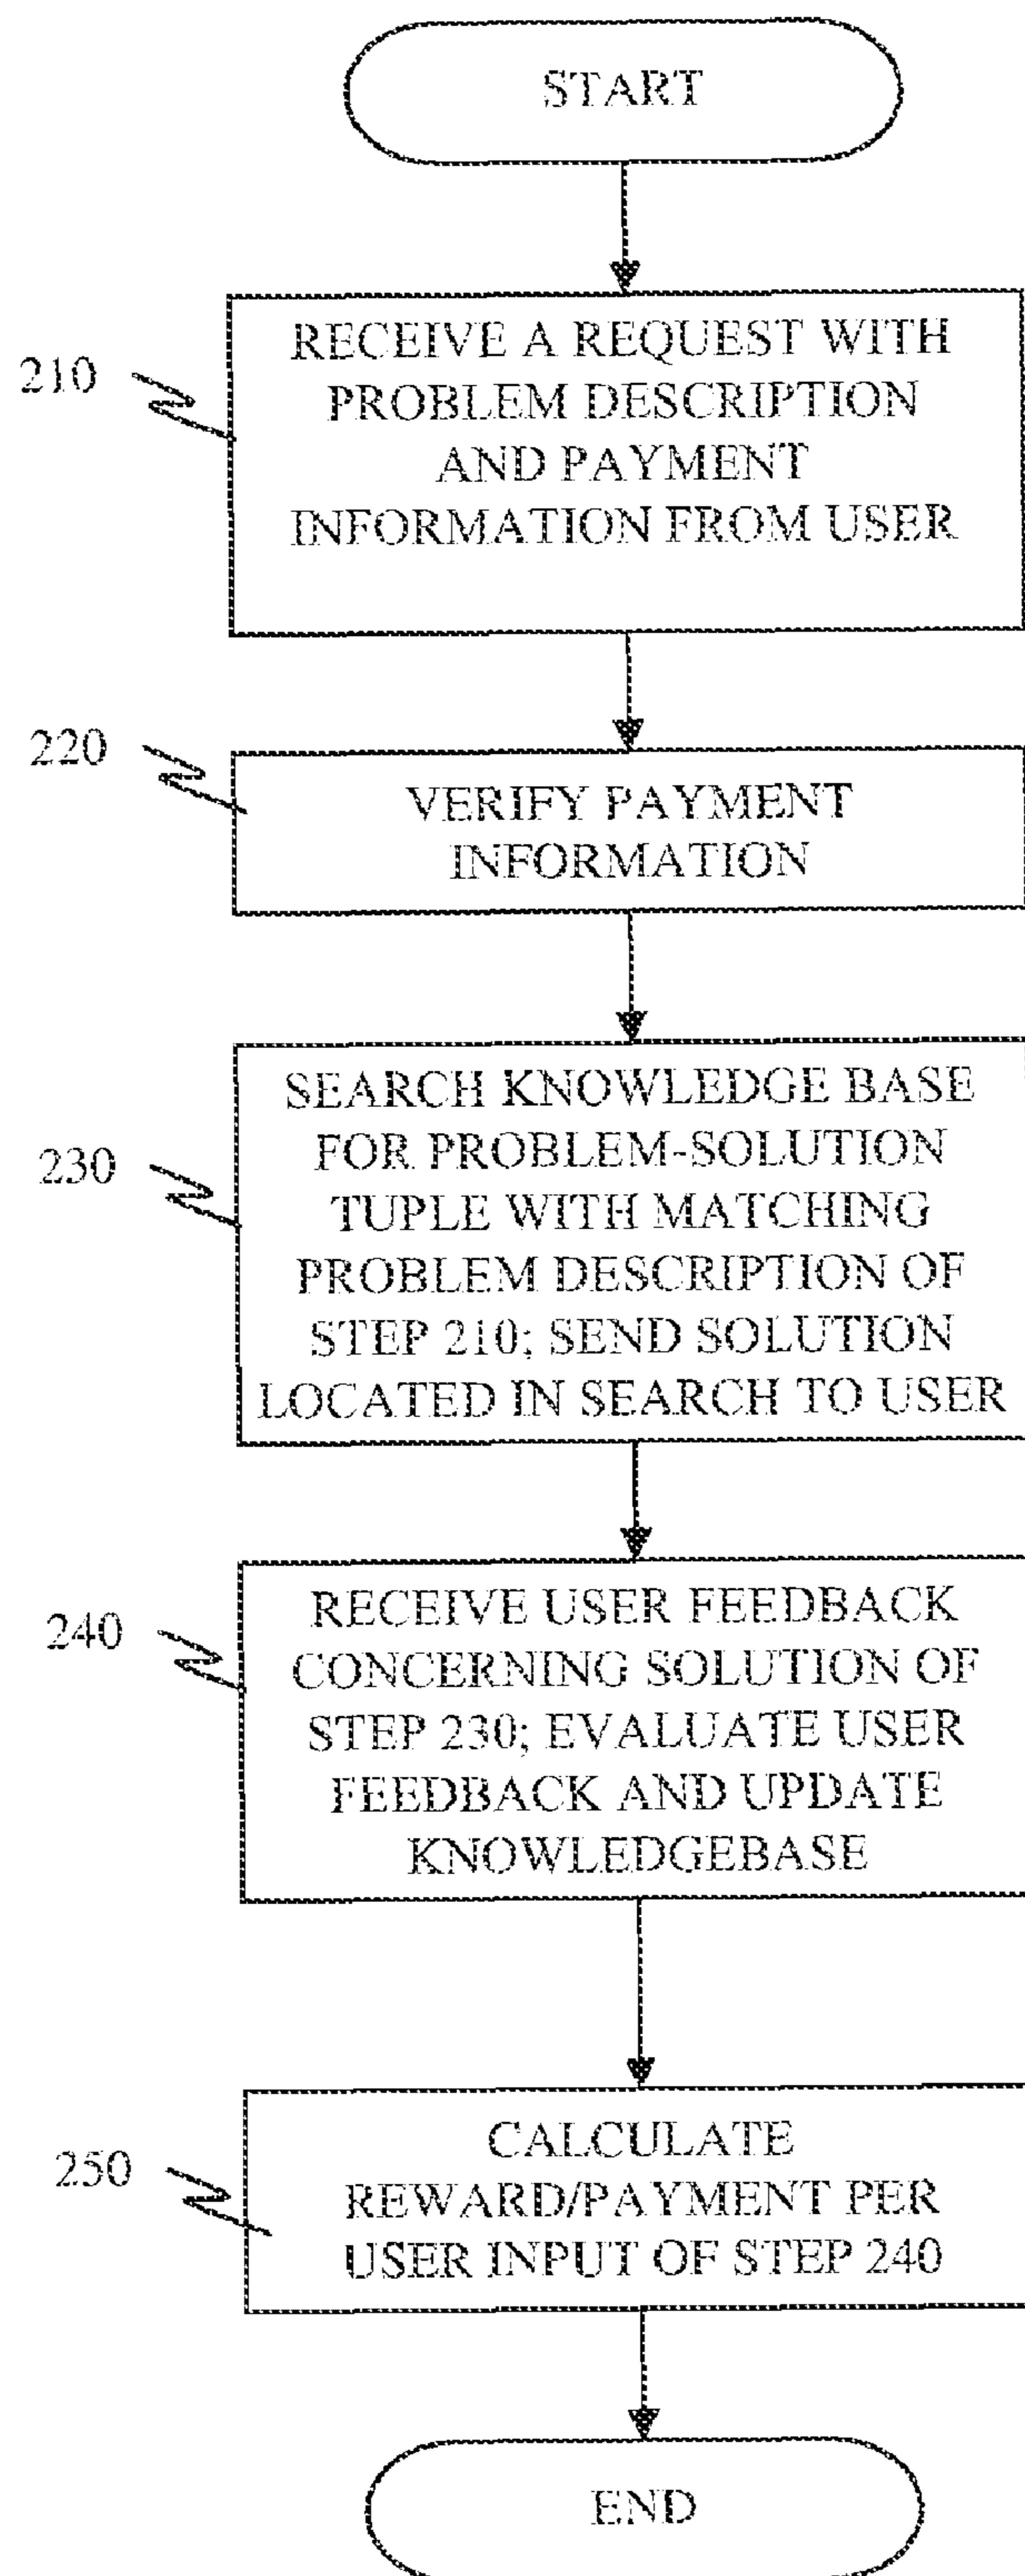 START
210
RECEIVE A REQUEST WITH
PROBLEM DESCRIPTION
AND PAYMENT
INFORMATION FROM USER
220
VERIFY PAYMENT
INFORMATION
230
SEARCH KNOWLEDGE BASE
FOR PROBLEM-SOLUTION
TUPLE WITH MATCHING
PROBLEM DESCRIPTION OF
STEP 210; SEND SOLUTION
LOCATED IN SEARCH TO USER
240
RECEIVE USER FEEDBACK
CONCERNING SOLUTION OF
STEP 230; EVALUATE USER
FEEDBACK AND UPDATE
KNOWLEDGEBASE
250
CALCULATE
REWARD/PAYMENT PER
USER INPUT OF STEP 240
END